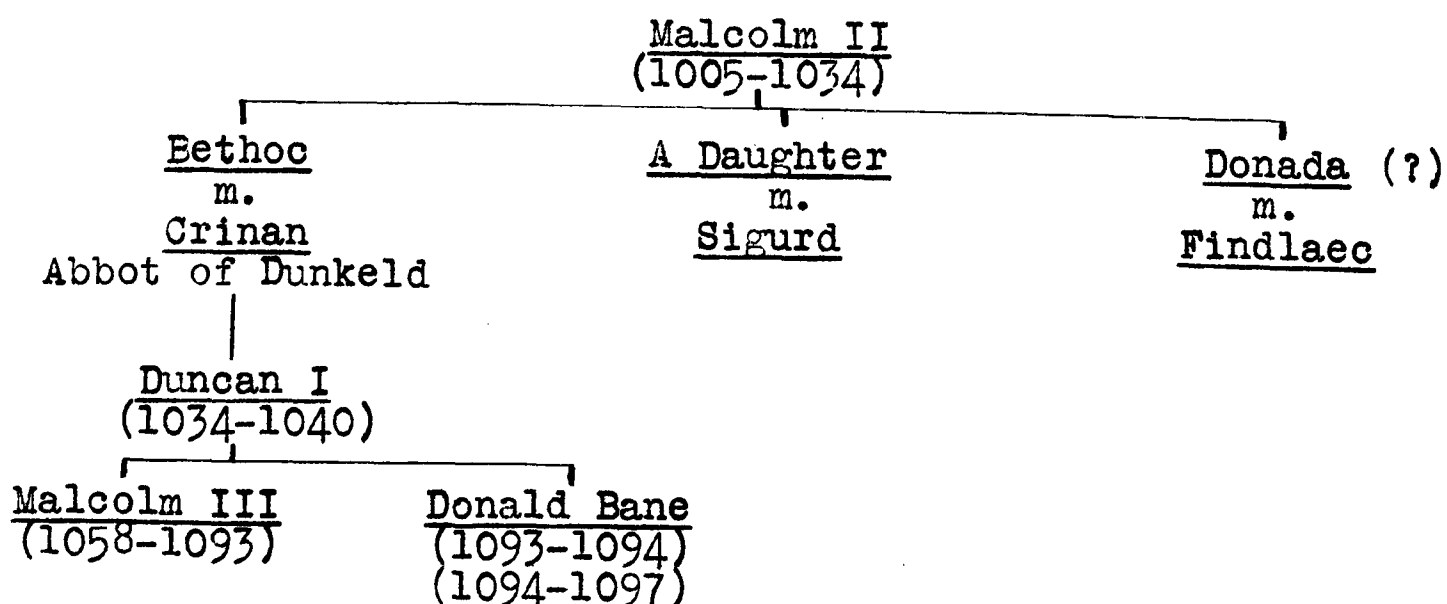 Malcolm II
(1005-1034)
Bethoc
m.
Crinan
Abbot of Dunkeld
A Daughter
m.
Sigurd
Donada (?)
m.
Findlaec
Duncan I
(1034-1040)
Malcolm III
(1058-1093)
Donald Bane
(1093-1094)
(1094-1097)